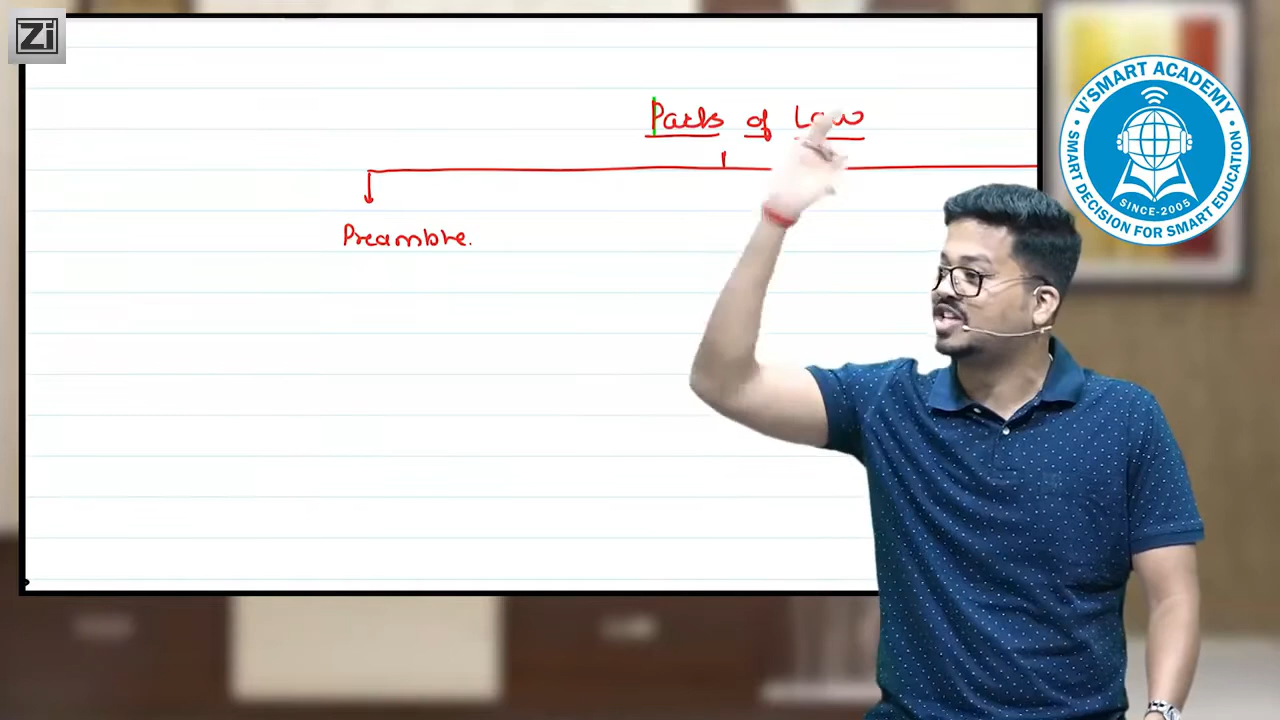 Zi
Parts of Law
Preamble.
V'SMART ACADEMY
SINCE-2005
SMART DECISION FOR SMART EDUCATION